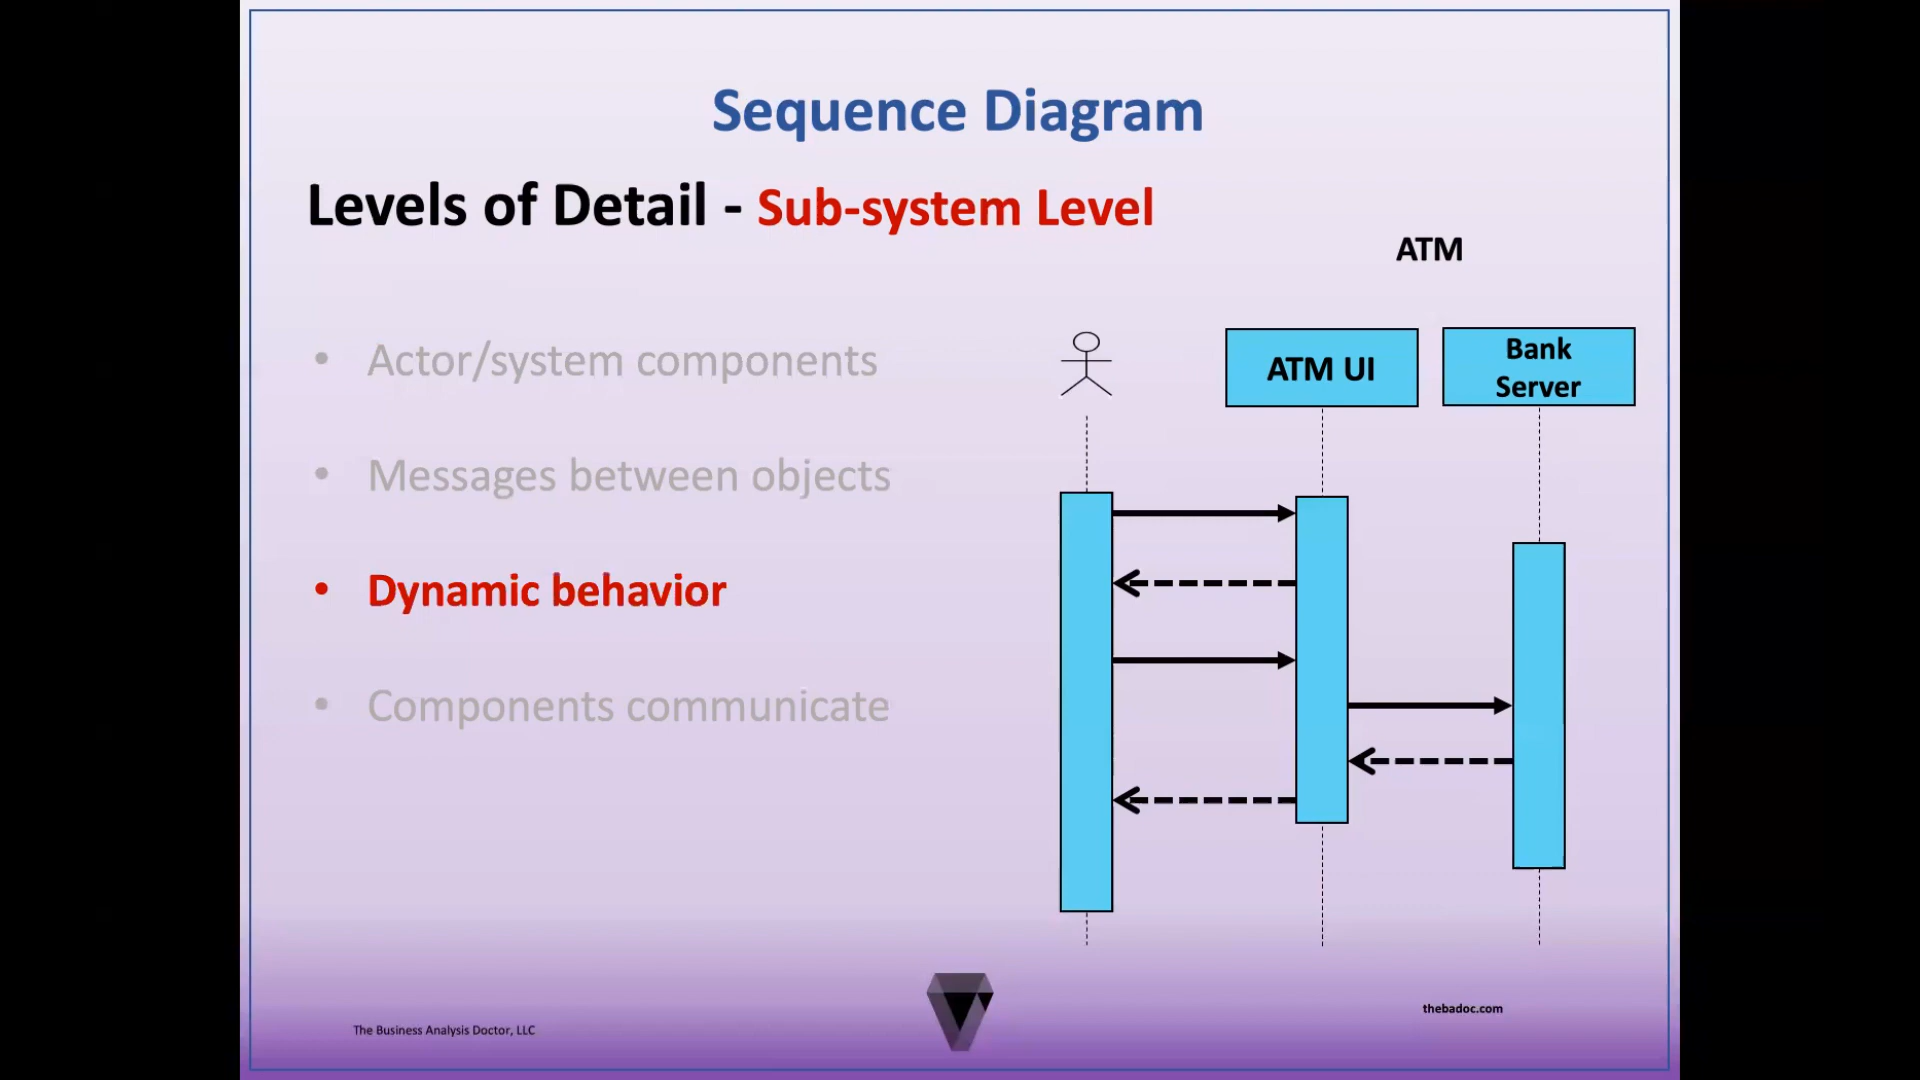 Sequence Diagram
Levels of Detail - Sub-system Level
ATM
• Actor/system components
• Messages between objects
• Dynamic behavior
• Components communicate
ATM UI
Bank
Server
The Business Analysis Doctor, LLC
thebadoc.com